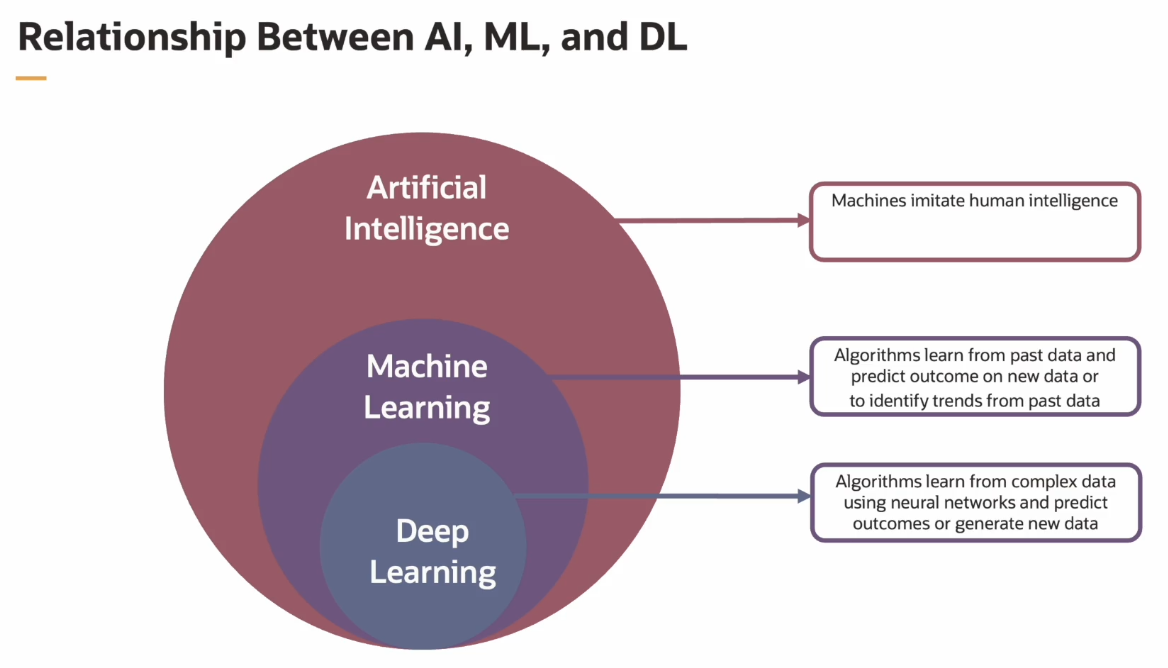 Relationship Between AI, ML, and DL
Artificial
Intelligence
Machines imitate human intelligence
Machine
Learning
Algorithms learn from past data and
predict outcome on new data or
to identify trends from past data
Deep
Learning
Algorithms learn from complex data
using neural networks and predict
outcomes or generate new data